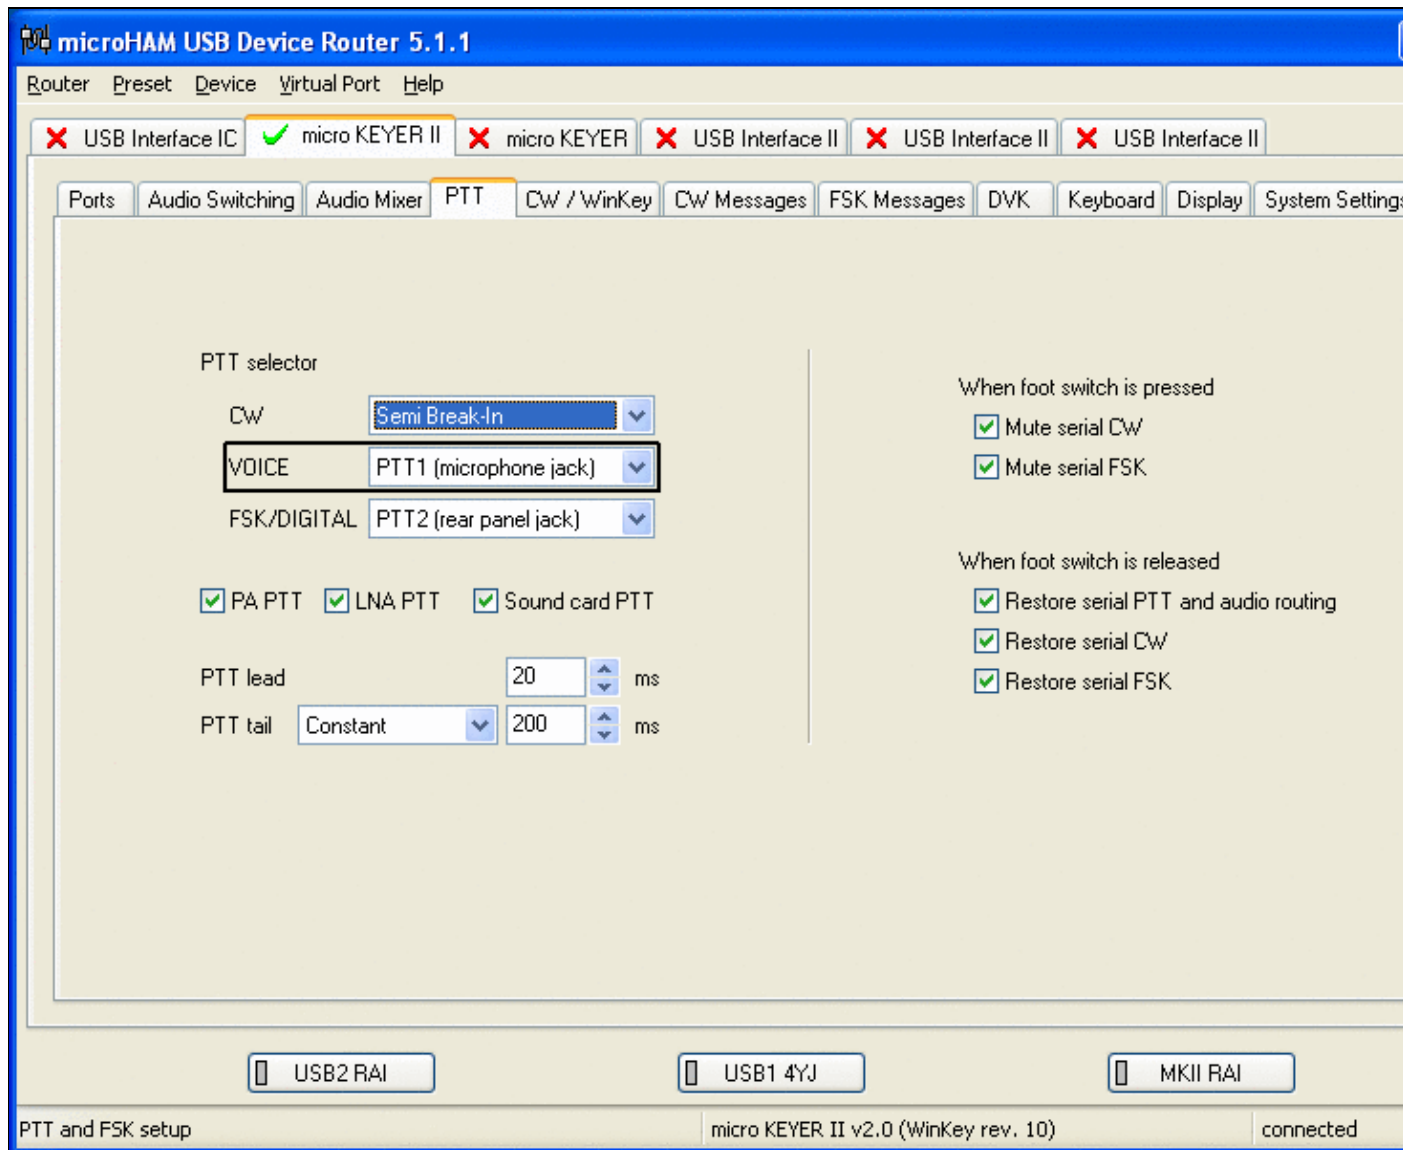 microHAM USB Device Router 5.1.1
Router Preset Device Virtual Port Help
USB Interface IC micro KEYER II micro KEYER USB Interface II USB Interface II USB Interface II
Ports Audio Switching Audio Mixer PTT CW / WinKey CW Messages FSK Messages DVK Keyboard Display System Settings
PTT selector
CW Semi Break-In
VOICE PTT1 (microphone jack)
FSK/DIGITAL PTT2 (rear panel jack)
PA PTT LNA PTT Sound card PTT
PTT lead 20 ms
PTT tail Constant 200 ms
When foot switch is pressed
Mute serial CW
Mute serial FSK
When foot switch is released
Restore serial PTT and audio routing
Restore serial CW
Restore serial FSK
USB2 RAI USB1 4YJ MKII RAI
PTT and FSK setup micro KEYER II v2.0 (WinKey rev. 10) connected